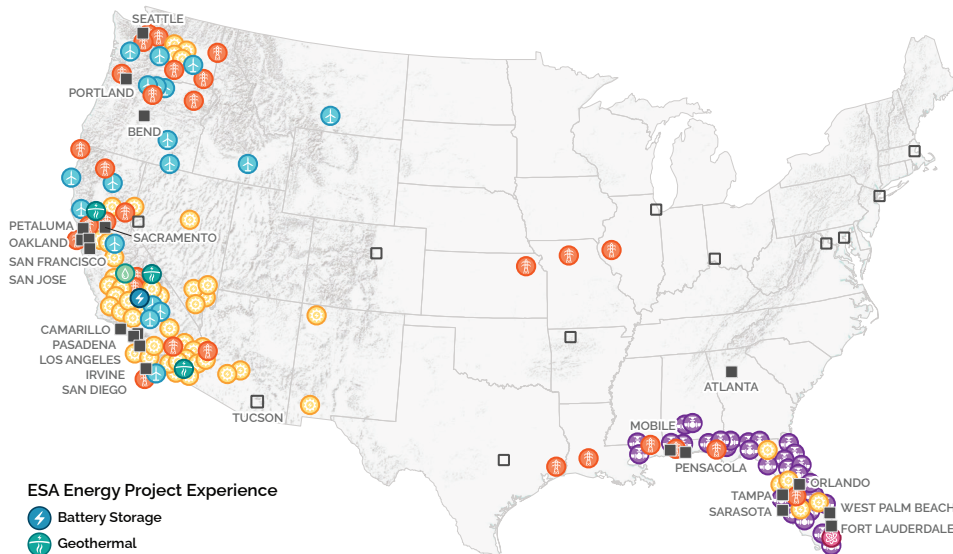 SEATTLE
PORTLAND
BEND
PETALUMA
SACRAMENTO
OAKLAND
SAN FRANCISCO
SAN JOSE
CAMARILLO
PASADENA
LOS ANGELES
IRVINE
SAN DIEGO
TUCSON
ATLANTA
MOBILE
PENSACOLA
ORLANDO
TAMPA
SARASOTA
WEST PALM BEACH
FORT LAUDERDALE
ESA Energy Project Experience
Battery Storage
Geothermal